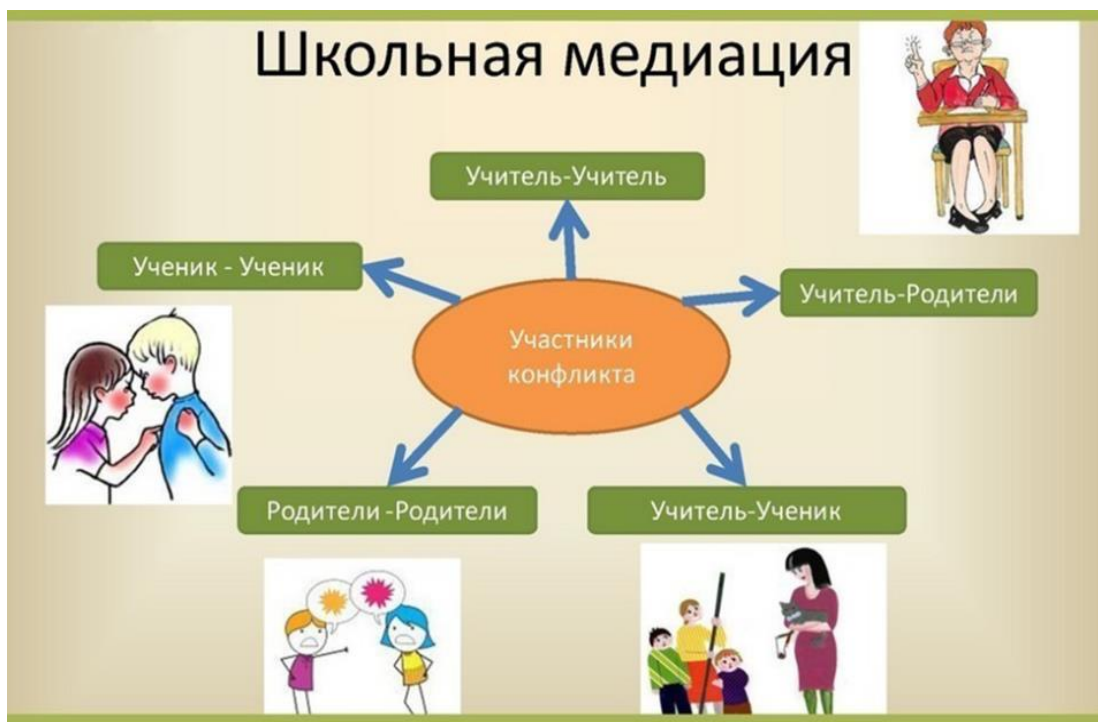 Школьная медиация
Учитель-Учитель
Ученик - Ученик
Учитель-Родители
Участники
конфликта
Родители -Родители
Учитель-Ученик